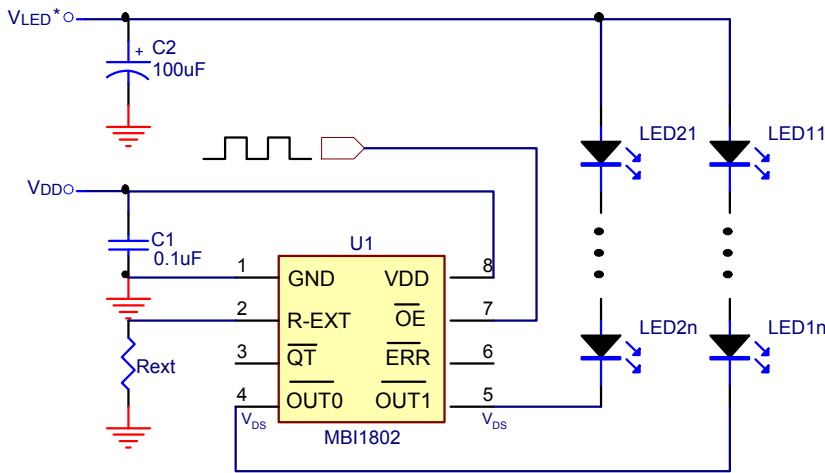 VLED*
+ C2
100uF
LED21
LED11
VDD
C1
0.1uF
U1
1 GND VDD 8
2 R-EXT OE 7
3 QT ERR 6
4 OUT0 OUT1 5
VDS VDS
Rext
MBI1802
LED2n
LED1n